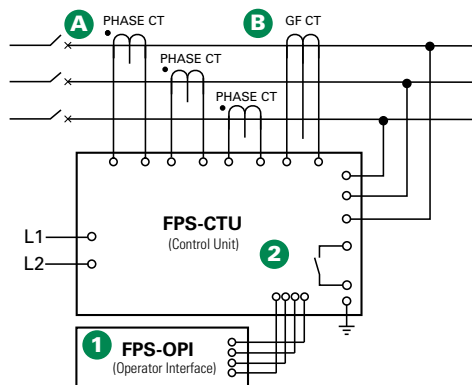 A PHASE CT B GF CT
PHASE CT
PHASE CT
FPS-CTU
(Control Unit)
L1
L2
2
1 FPS-OPI
(Operator Interface)